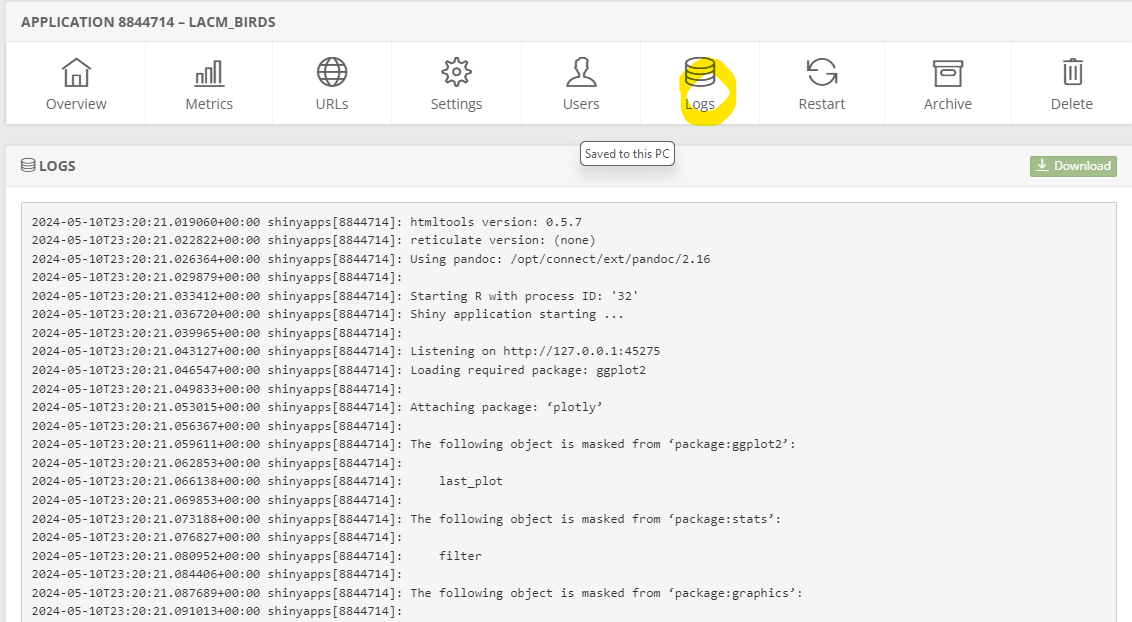 APPLICATION 8844714 – LACM_BIRDS
Overview
Metrics
URLs
Settings
Users
Logs
Restart
Archive
Delete
Saved to this PC
LOGS
Download
2024-05-10T23:20:21.019060+00:00 shinyapps[8844714]: htmltools version: 0.5.7
2024-05-10T23:20:21.022822+00:00 shinyapps[8844714]: reticulate version: (none)
2024-05-10T23:20:21.026364+00:00 shinyapps[8844714]: Using pandoc: /opt/connect/ext/pandoc/2.16
2024-05-10T23:20:21.029879+00:00 shinyapps[8844714]:
2024-05-10T23:20:21.033412+00:00 shinyapps[8844714]: Starting R with process ID: '32'
2024-05-10T23:20:21.036720+00:00 shinyapps[8844714]: Shiny application starting ...
2024-05-10T23:20:21.039965+00:00 shinyapps[8844714]:
2024-05-10T23:20:21.043127+00:00 shinyapps[8844714]: Listening on http://127.0.0.1:45275
2024-05-10T23:20:21.046547+00:00 shinyapps[8844714]: Loading required package: ggplot2
2024-05-10T23:20:21.049833+00:00 shinyapps[8844714]:
2024-05-10T23:20:21.053015+00:00 shinyapps[8844714]: Attaching package: ‘plotly’
2024-05-10T23:20:21.056367+00:00 shinyapps[8844714]:
2024-05-10T23:20:21.059611+00:00 shinyapps[8844714]: The following object is masked from ‘package:ggplot2’:
2024-05-10T23:20:21.062853+00:00 shinyapps[8844714]:
2024-05-10T23:20:21.066138+00:00 shinyapps[8844714]:     last_plot
2024-05-10T23:20:21.069853+00:00 shinyapps[8844714]:
2024-05-10T23:20:21.073188+00:00 shinyapps[8844714]: The following object is masked from ‘package:stats’:
2024-05-10T23:20:21.076827+00:00 shinyapps[8844714]:
2024-05-10T23:20:21.080952+00:00 shinyapps[8844714]:     filter
2024-05-10T23:20:21.084406+00:00 shinyapps[8844714]:
2024-05-10T23:20:21.087689+00:00 shinyapps[8844714]: The following object is masked from ‘package:graphics’:
2024-05-10T23:20:21.091013+00:00 shinyapps[8844714]: